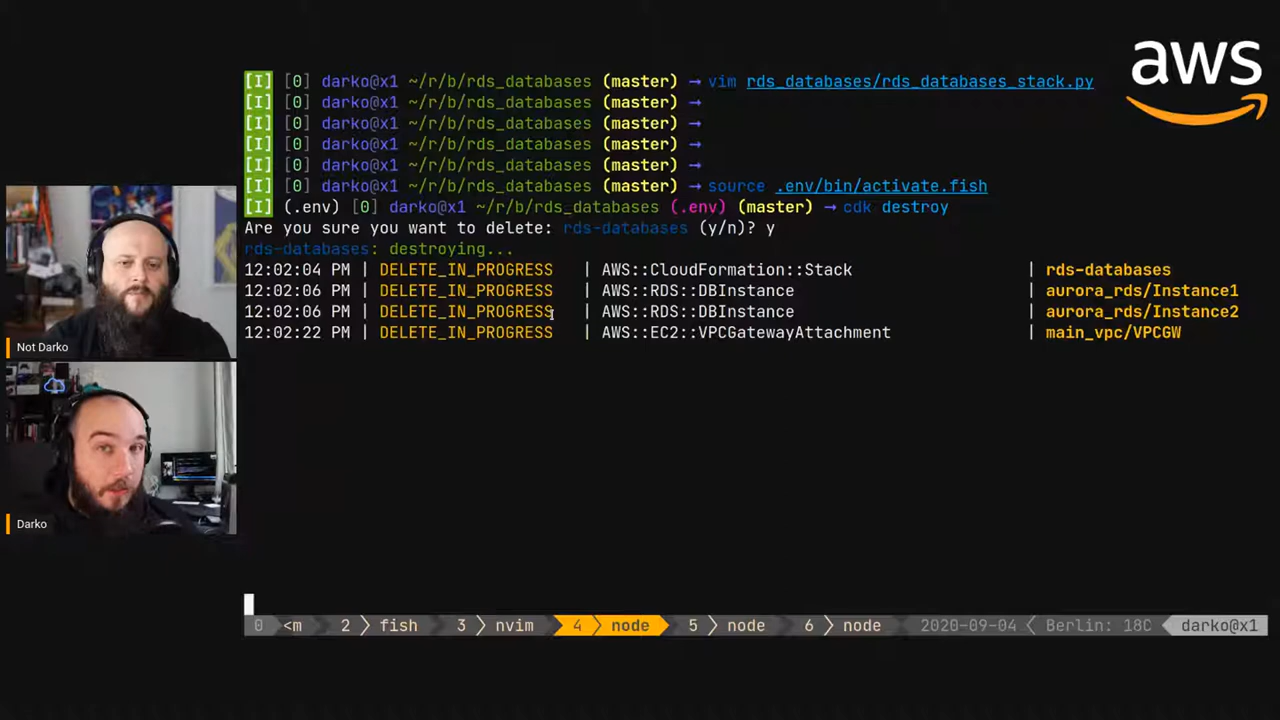 aws
[I] [0] darko@x1 ~/r/b/rds_databases (master) → vim rds_databases/rds_databases_stack.py
[I] [0] darko@x1 ~/r/b/rds_databases (master) →
[I] [0] darko@x1 ~/r/b/rds_databases (master) →
[I] [0] darko@x1 ~/r/b/rds_databases (master) →
[I] [0] darko@x1 ~/r/b/rds_databases (master) →
[I] [0] darko@x1 ~/r/b/rds_databases (master) → source .env/bin/activate.fish
[I] (.env) [0] darko@x1 ~/r/b/rds_databases (.env) (master) → cdk destroy
Are you sure you want to delete: rds-databases (y/n)? y
rds-databases: destroying...
12:02:04 PM | DELETE_IN_PROGRESS | AWS::CloudFormation::Stack | rds-databases
12:02:06 PM | DELETE_IN_PROGRESS | AWS::RDS::DBInstance | aurora_rds/Instance1
12:02:06 PM | DELETE_IN_PROGRESS | AWS::RDS::DBInstance | aurora_rds/Instance2
12:02:22 PM | DELETE_IN_PROGRESS | AWS::EC2::VPCGatewayAttachment | main_vpc/VPCGW
Not Darko
Darko
0 <m 2 fish 3 nvim 4 node 5 node 6 node 2020-09-04 Berlin: 18C darko@x1